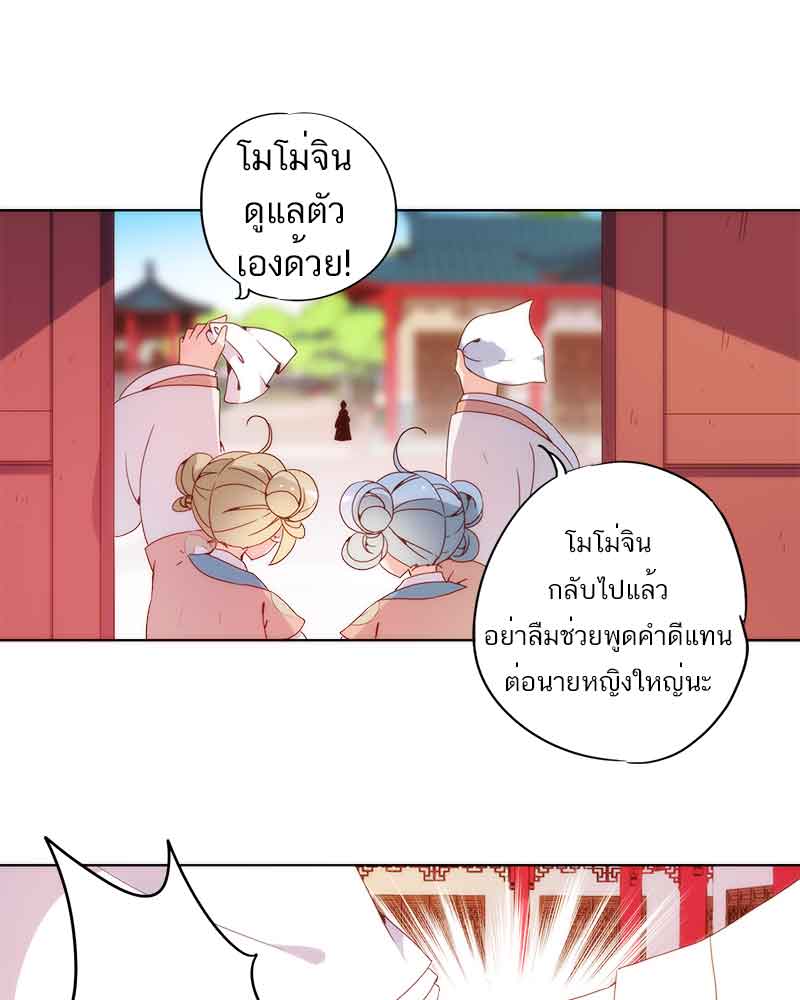 โมโม่จิน
ดูแลตัว
เองด้วย!
โมโม่จิน
กลับไปแล้ว
อย่าลืมช่วยพูดคำดีแทน
ต่อนายหญิงใหญ่นะ